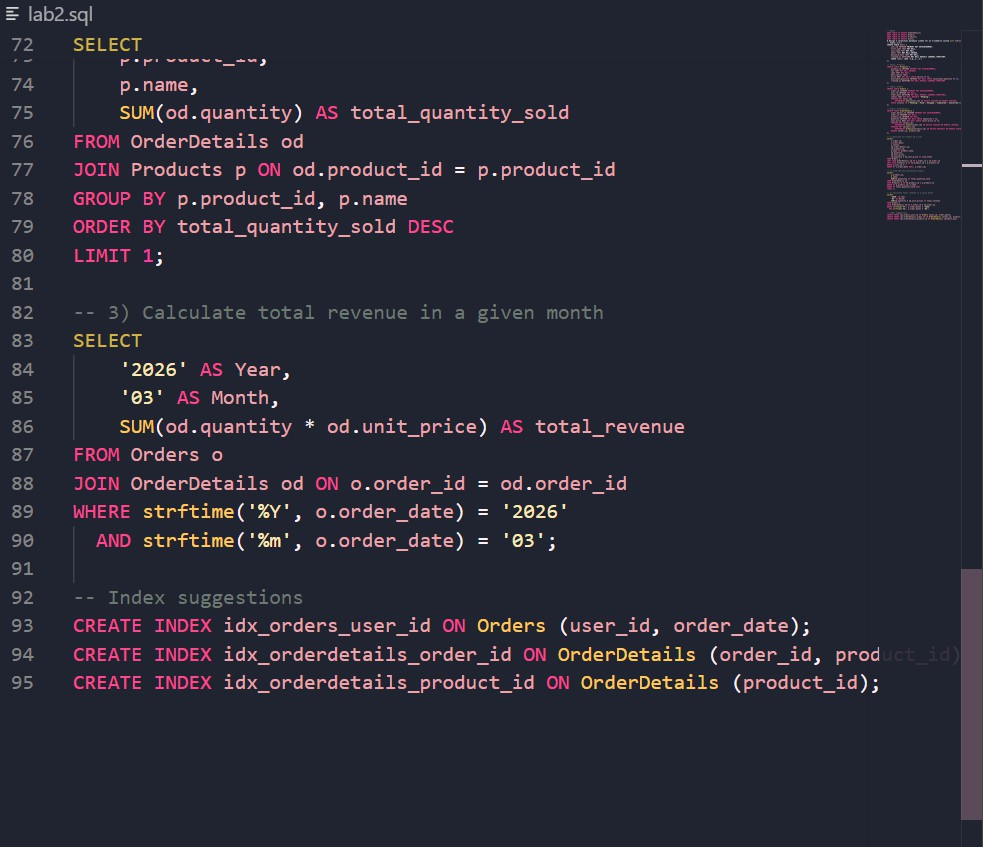 lab2.sql
72 SELECT
73 p.product_id,
74 p.name,
75 SUM(od.quantity) AS total_quantity_sold
76 FROM OrderDetails od
77 JOIN Products p ON od.product_id = p.product_id
78 GROUP BY p.product_id, p.name
79 ORDER BY total_quantity_sold DESC
80 LIMIT 1;
81
82 -- 3) Calculate total revenue in a given month
83 SELECT
84 '2026' AS Year,
85 '03' AS Month,
86 SUM(od.quantity * od.unit_price) AS total_revenue
87 FROM Orders o
88 JOIN OrderDetails od ON o.order_id = od.order_id
89 WHERE strftime('%Y', o.order_date) = '2026'
90 AND strftime('%m', o.order_date) = '03';
91
92 -- Index suggestions
93 CREATE INDEX idx_orders_user_id ON Orders (user_id, order_date);
94 CREATE INDEX idx_orderdetails_order_id ON OrderDetails (order_id, product_id)
95 CREATE INDEX idx_orderdetails_product_id ON OrderDetails (product_id);